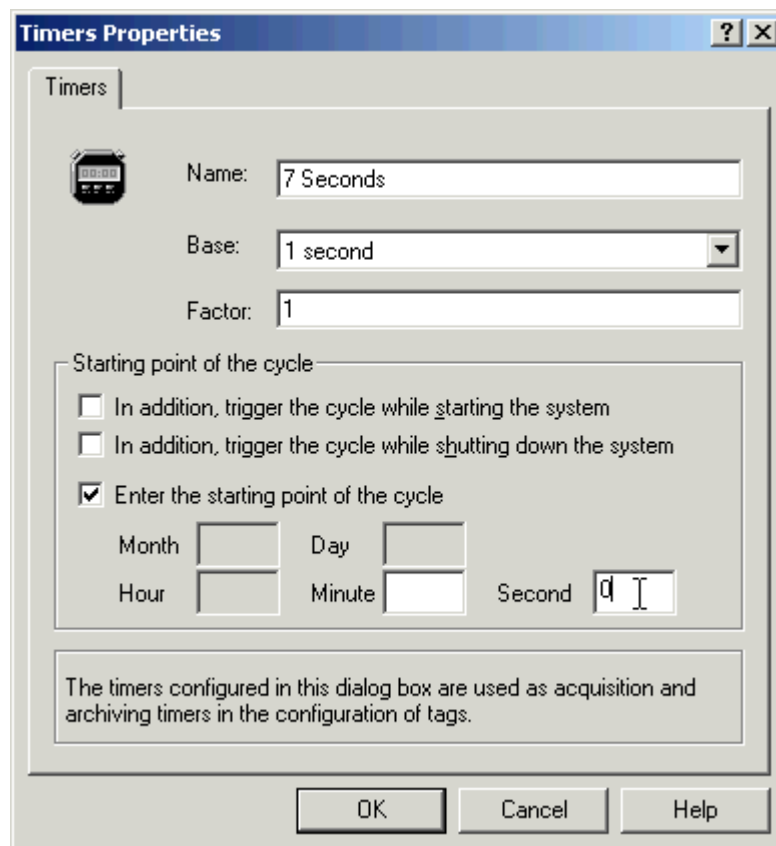 Timers Properties
Timers
00:00
Name: 7 Seconds
Base: 1 second
Factor: 1
Starting point of the cycle
In addition, trigger the cycle while starting the system
In addition, trigger the cycle while shutting down the system
Enter the starting point of the cycle
Month Day
Hour Minute Second 0
The timers configured in this dialog box are used as acquisition and
archiving timers in the configuration of tags.
OK Cancel Help